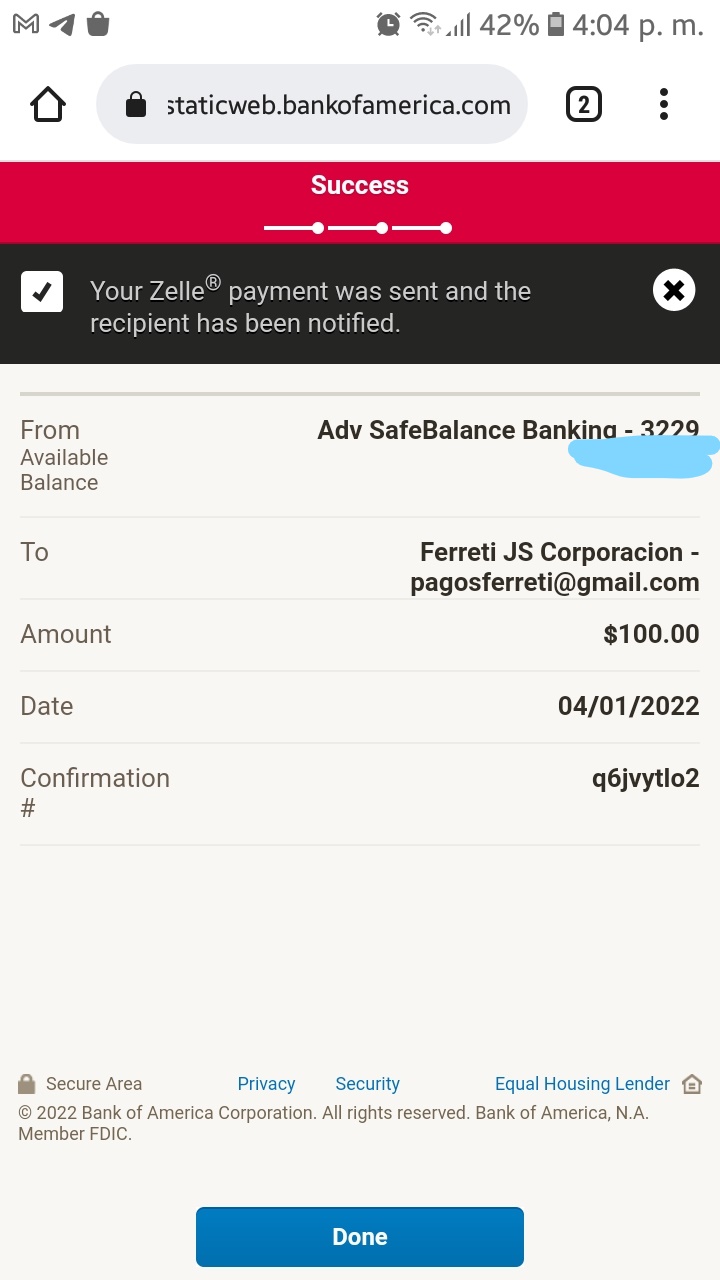 42% 4:04 p. m.
staticweb.bankofamerica.com 2
Success
Your Zelle® payment was sent and the
recipient has been notified.
From Adv SafeBalance Banking - 3229
Available
Balance
To Ferreti JS Corporacion -
pagosferreti@gmail.com
Amount $100.00
Date 04/01/2022
Confirmation q6jvytlo2
#
Secure Area Privacy Security Equal Housing Lender
© 2022 Bank of America Corporation. All rights reserved. Bank of America, N.A.
Member FDIC.
Done